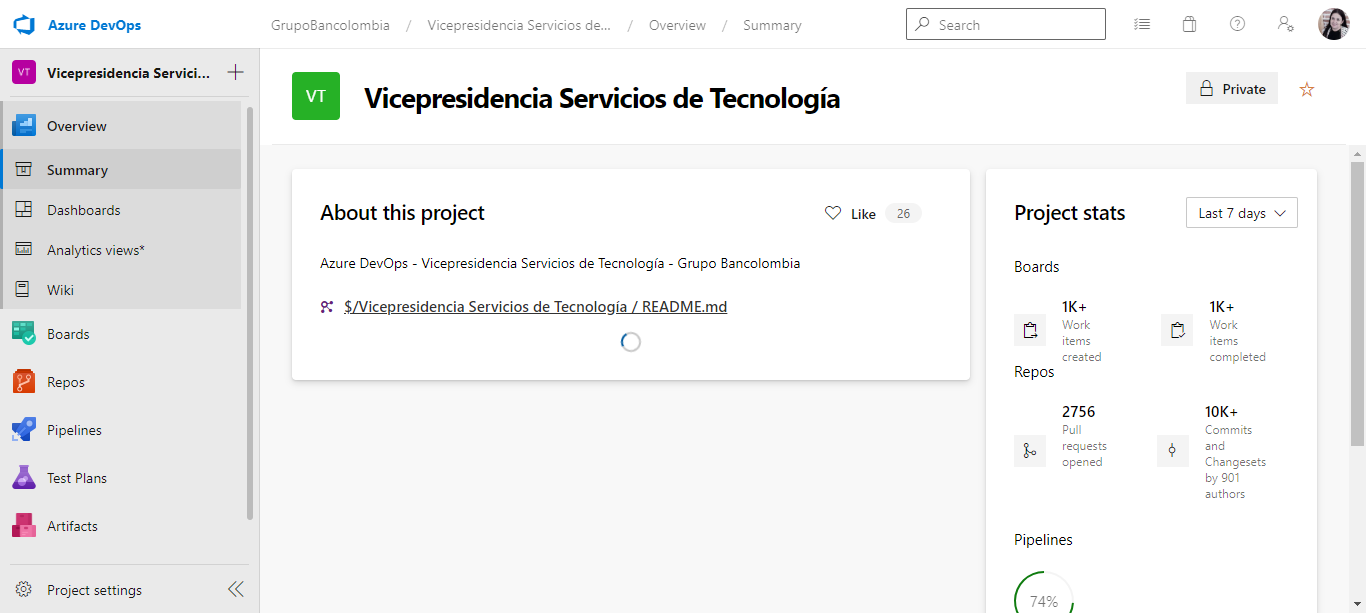 Azure DevOps
GrupoBancolombia / Vicepresidencia Servicios de... / Overview / Summary
Search
VT
Vicepresidencia Servici...
Overview
Summary
Dashboards
Analytics views*
Wiki
Boards
Repos
Pipelines
Test Plans
Artifacts
Project settings
VT
Vicepresidencia Servicios de Tecnología
Private
About this project
Like 26
Azure DevOps - Vicepresidencia Servicios de Tecnología - Grupo Bancolombia
$/Vicepresidencia Servicios de Tecnología / README.md
Project stats
Last 7 days
Boards
1K+
Work
items
created
1K+
Work
items
completed
Repos
2756
Pull
requests
opened
10K+
Commits
and
Changesets
by 901
authors
Pipelines
74%